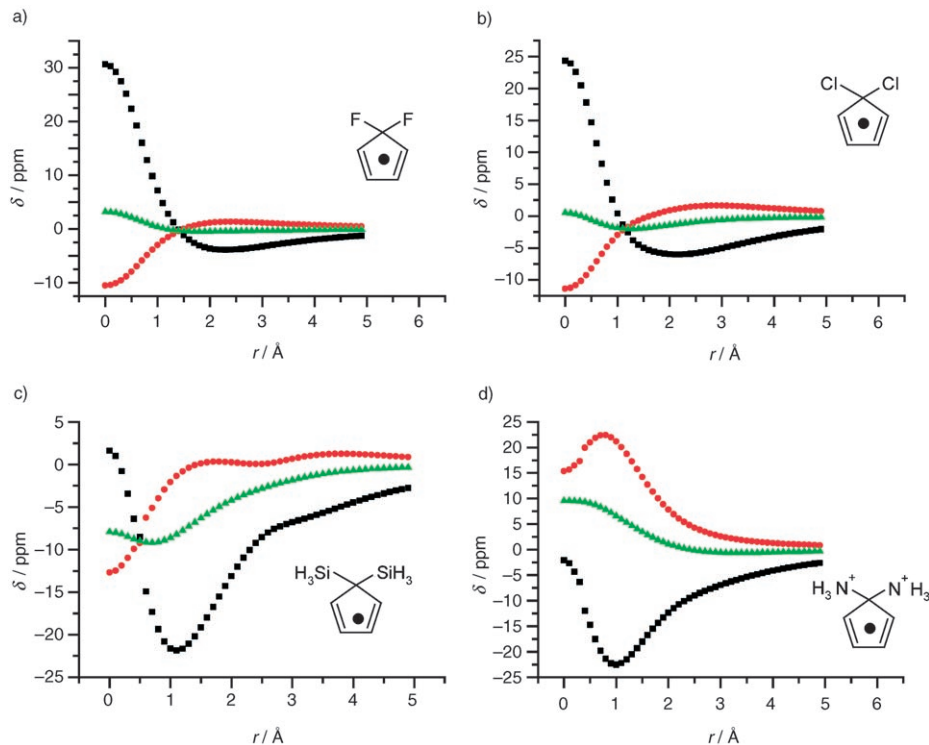 a)
δ / ppm
30
20
10
0
−10
0 1 2 3 4 5 6
r / Å
F F
b)
δ / ppm
25
20
15
10
5
0
−5
−10
0 1 2 3 4 5 6
r / Å
Cl Cl
c)
δ / ppm
5
0
−5
−10
−15
−20
−25
0 1 2 3 4 5
r / Å
H3Si SiH3
d)
δ / ppm
25
20
15
10
5
0
−5
−10
−15
−20
−25
0 1 2 3 4 5 6
r / Å
H3N+ N+H3